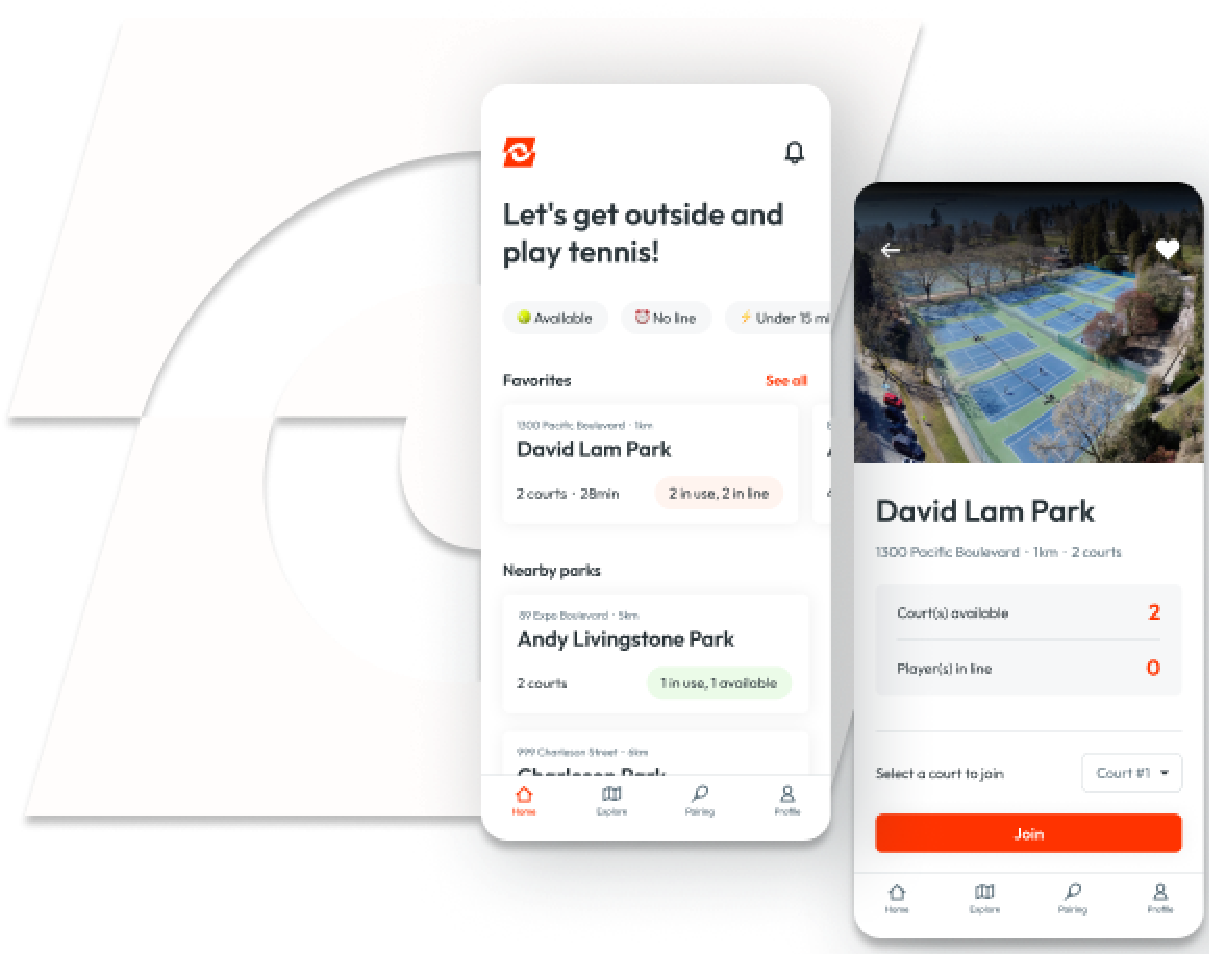 Let's get outside and
play tennis!
Available
No line
Under 15 mi
Favorites
See all
1300 Pacific Boulevard · 1km
David Lam Park
2 courts · 28min
2 in use, 2 in line
Nearby parks
89 Expo Boulevard · 5km
Andy Livingstone Park
2 courts
1 in use, 1 available
999 Charleson Street · 6km
Charleson Park
Home
Explore
Pairing
Profile
David Lam Park
1300 Pacific Boulevard · 1km · 2 courts
Court(s) available
2
Player(s) in line
0
Select a court to join
Court #1
Join
Home
Explore
Pairing
Profile